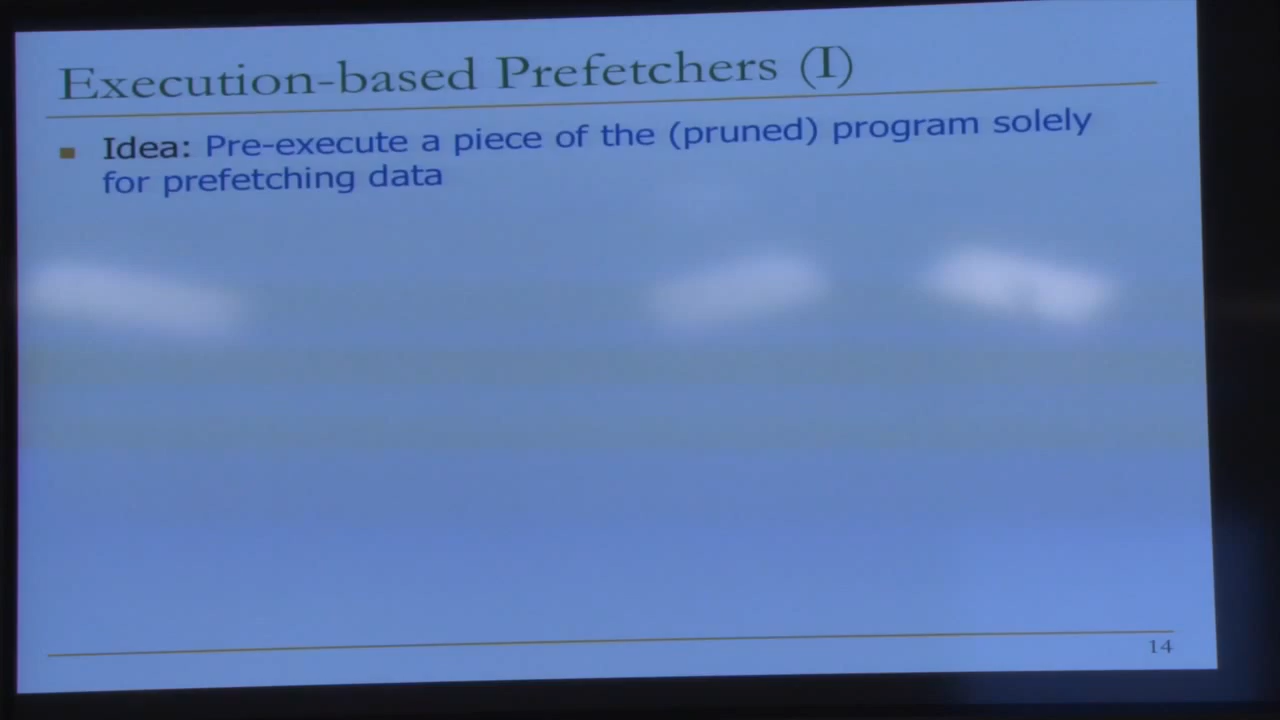 Execution-based Prefetchers (I)
Idea: Pre-execute a piece of the (pruned) program solely
for prefetching data
14